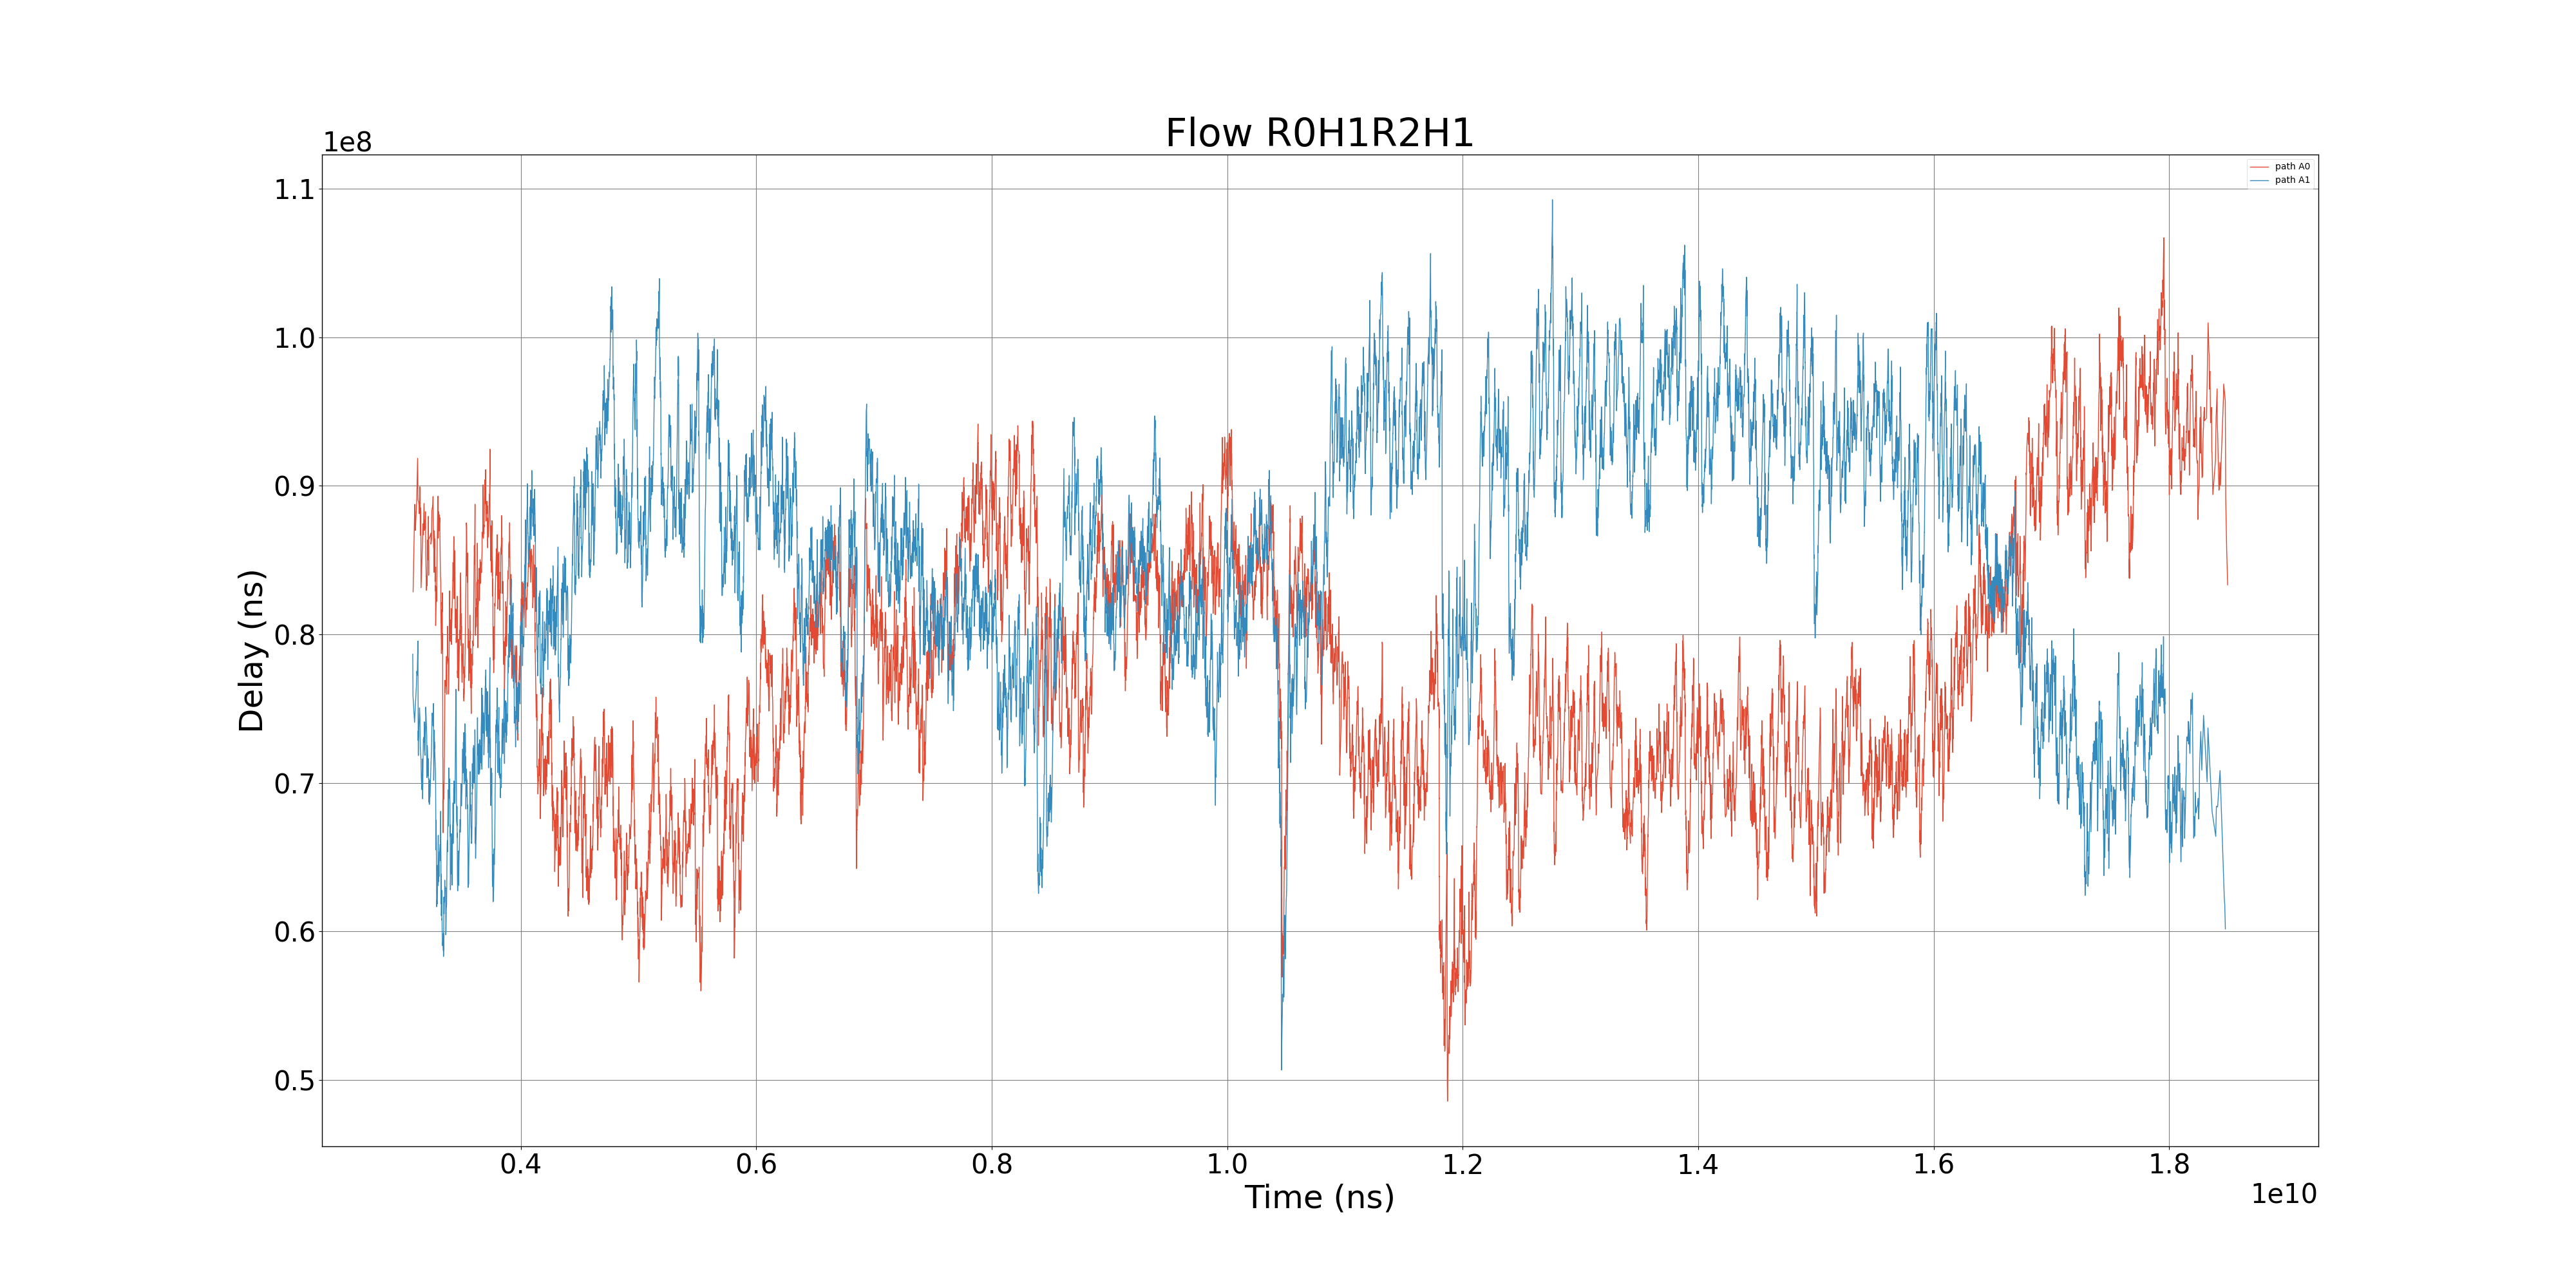 Flow R0H1R2H1
1e8
path A0
path A1
1.1
1.0
0.9
0.8
0.7
0.6
0.5
Delay (ns)
0.4 0.6 0.8 1.0 1.2 1.4 1.6 1.8
Time (ns)
1e10